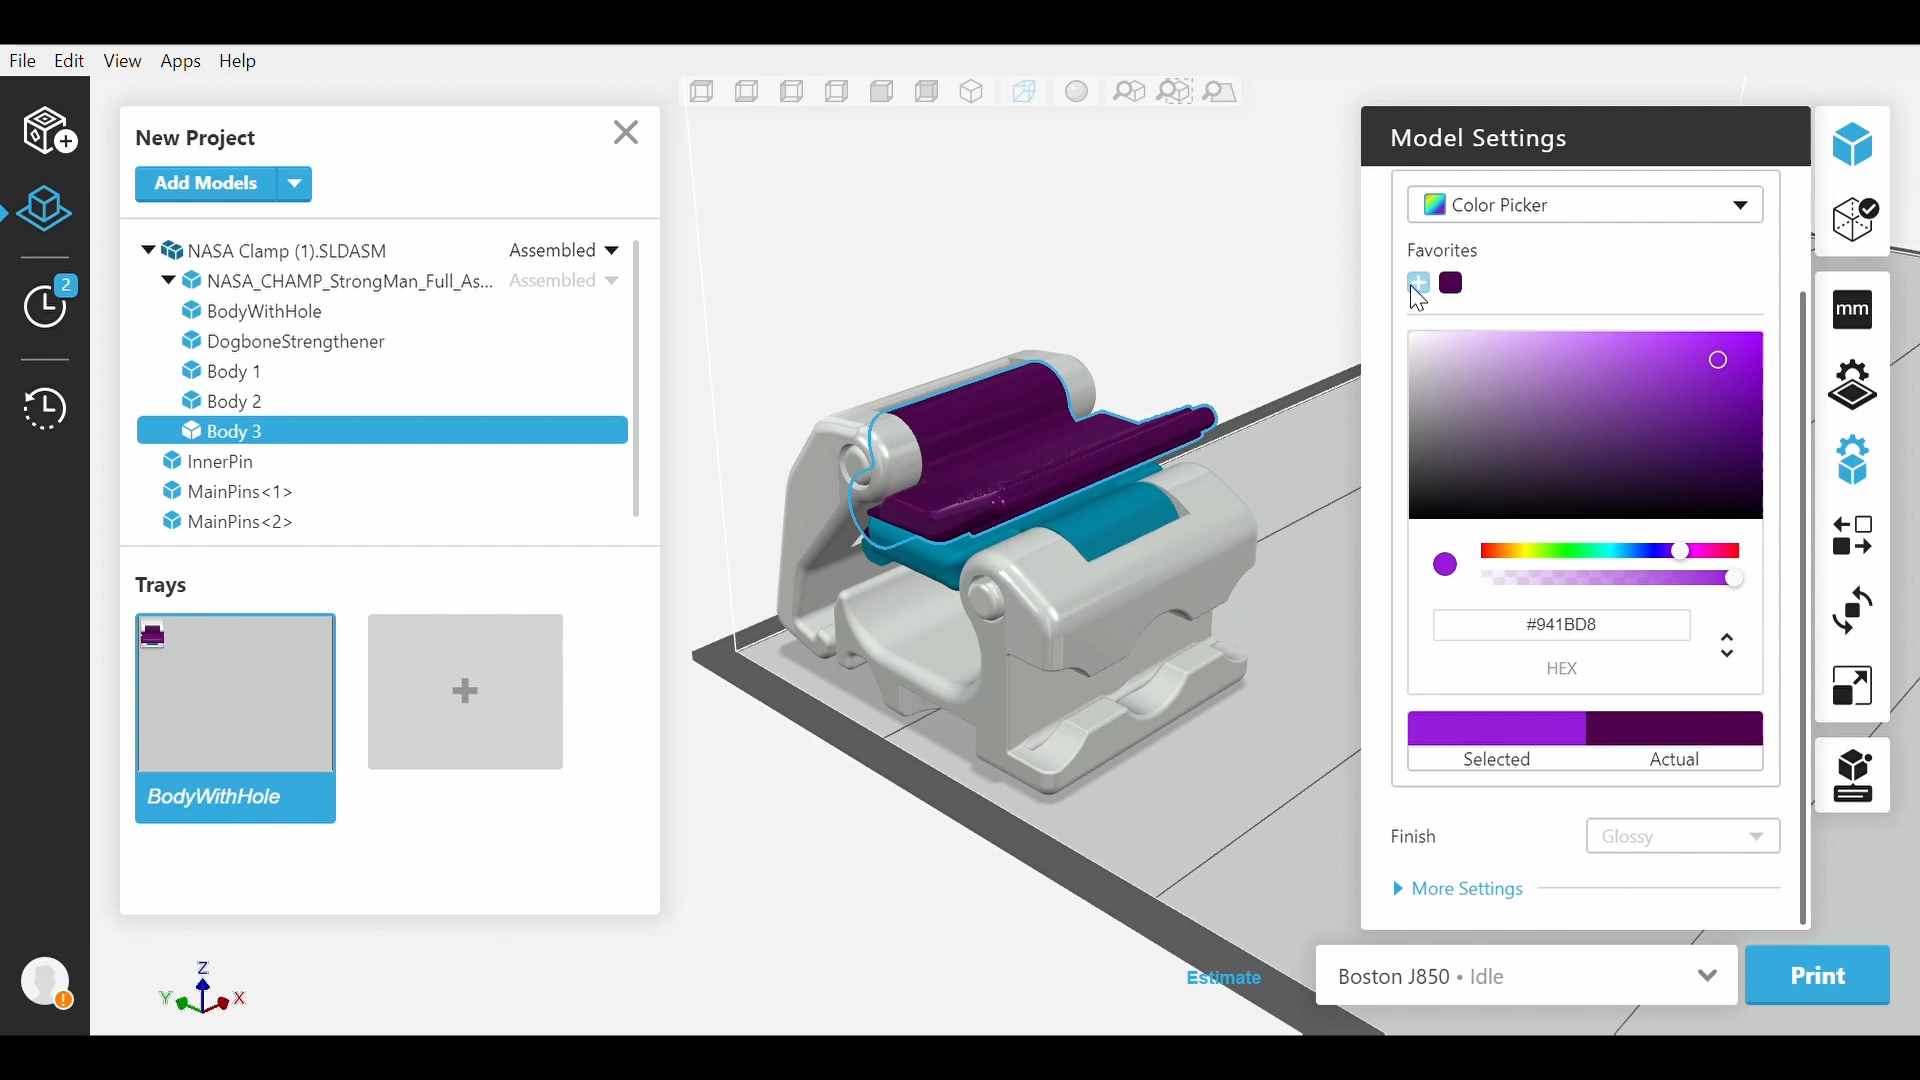 File Edit View Apps Help
New Project
Add Models
NASA Clamp (1).SLDASM Assembled
NASA_CHAMP_StrongMan_Full_As... Assembled
BodyWithHole
DogboneStrengthener
Body 1
Body 2
Body 3
InnerPin
MainPins<1>
MainPins<2>
Trays
BodyWithHole
2
Z
Y X
!
Model Settings
Color Picker
Favorites
#941BD8
HEX
Selected Actual
Finish Glossy
More Settings
mm
Estimate
Boston J850 • Idle
Print